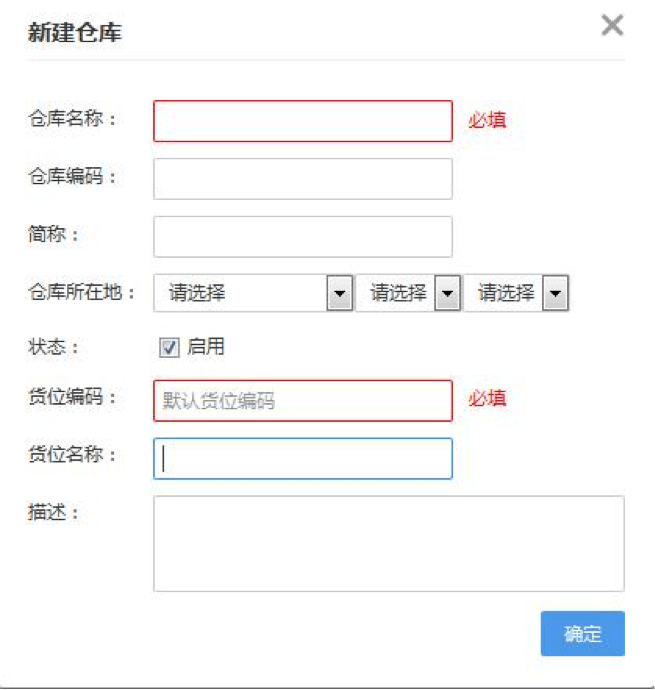 新建仓库
仓库名称： 必填
仓库编码：
简称：
仓库所在地： 请选择 请选择 请选择
状态： 启用
货位编码： 默认货位编码 必填
货位名称：
描述：
确定